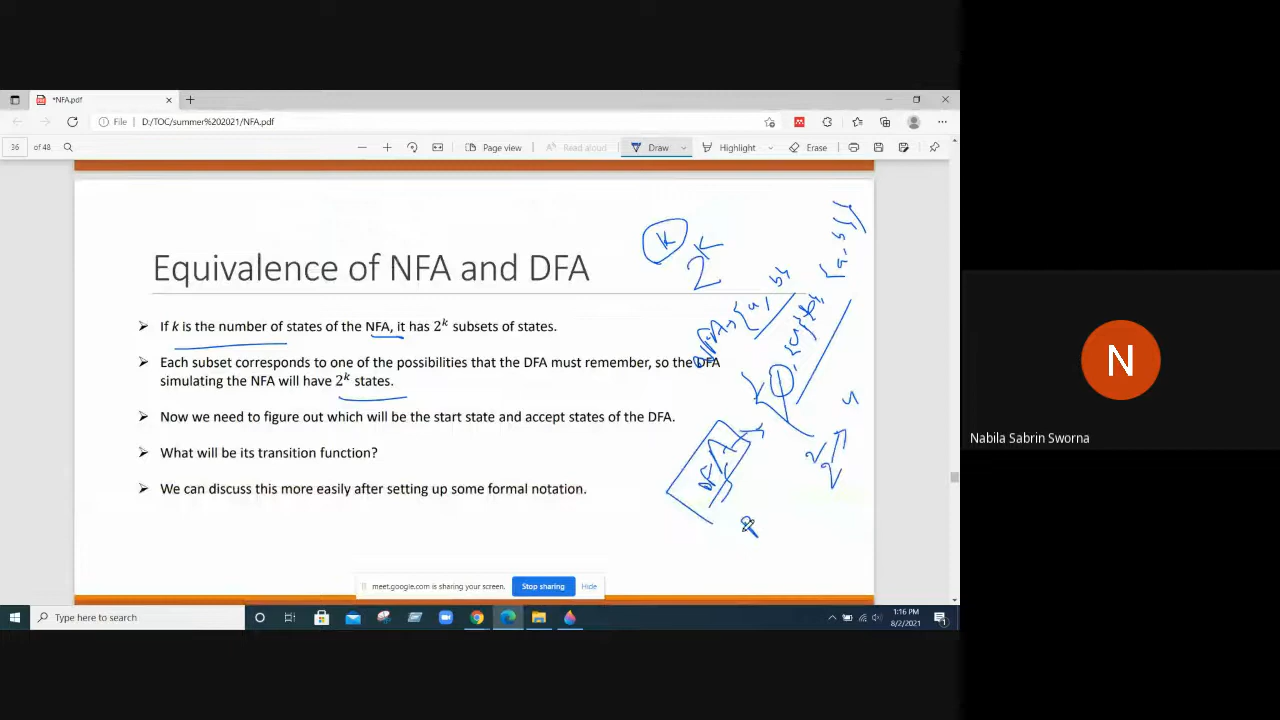 *NFA.pdf
File
D:/TOC/summer%202021/NFA.pdf
36 of 48
Page view
Read aloud
Draw
Highlight
Erase
Equivalence of NFA and DFA
If k is the number of states of the NFA, it has 2^k subsets of states.
Each subset corresponds to one of the possibilities that the DFA must remember, so the DFA
simulating the NFA will have 2^k states.
Now we need to figure out which will be the start state and accept states of the DFA.
What will be its transition function?
We can discuss this more easily after setting up some formal notation.
k
2^k
DFA
meet.google.com is sharing your screen.
Stop sharing
Hide
Type here to search
1:16 PM
8/2/2021
1
N
Nabila Sabrin Sworna